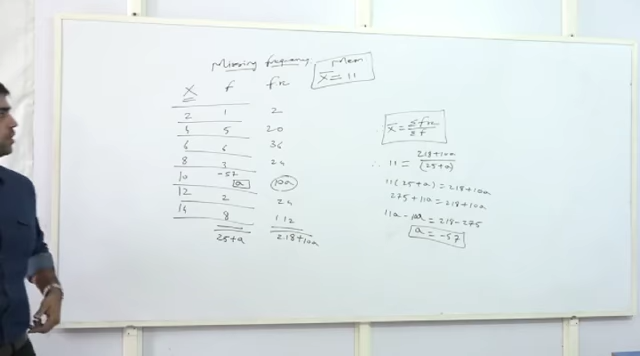 Missing frequency
Mean
X̄ = 11
X f fx
2 1 2
4 5 20
6 6 36
8 3 24
-57
10 a 10a
12 2 24
14 8 112
25+a 218+10a
X̄ = Σfx / Σf
∴ 11 = 218+10a / (25+a)
11(25+a) = 218+10a
275+11a = 218+10a
11a - 10a = 218-275
a = -57